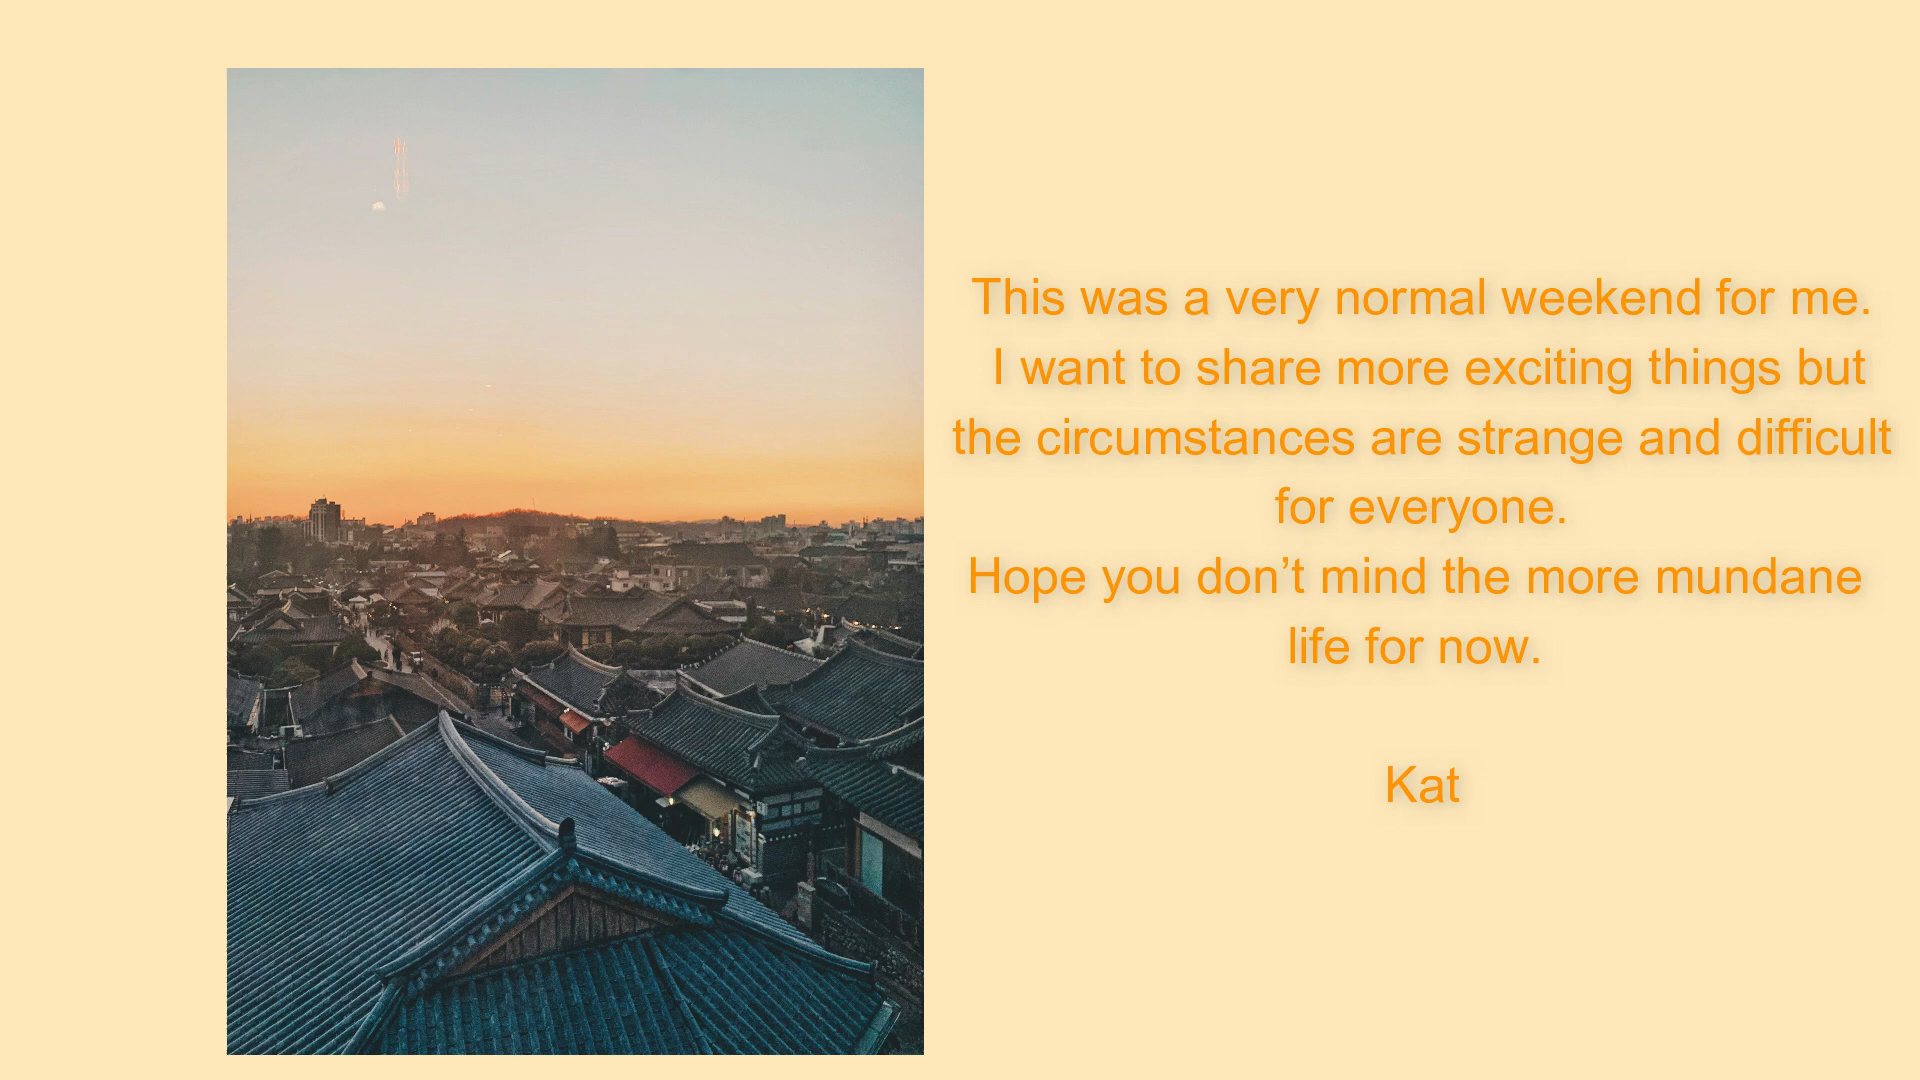 This was a very normal weekend for me.
I want to share more exciting things but
the circumstances are strange and difficult
for everyone.
Hope you don’t mind the more mundane
life for now.
Kat